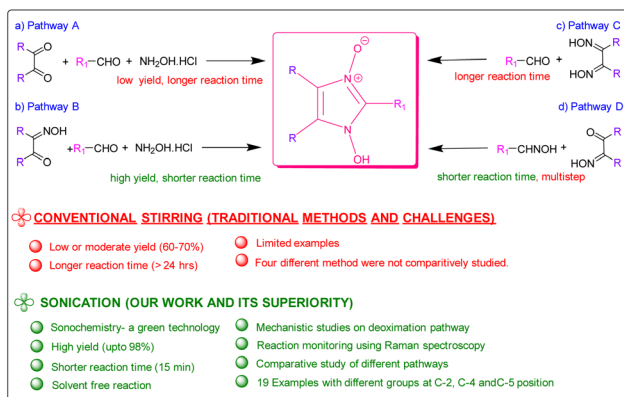 a) Pathway A
R
O
R
O
+ R1—CHO + NH2OH.HCl
low yield, longer reaction time
b) Pathway B
R
NOH
R
O
+R1—CHO + NH2OH.HCl
high yield, shorter reaction time
O⊖
R
N⊕
R1
R
N
OH
c) Pathway C
R1—CHO +
HON
R
HON
R
longer reaction time
d) Pathway D
R1—CHNOH +
O
R
HON
R
shorter reaction time, multistep
CONVENTIONAL STIRRING (TRADITIONAL METHODS AND CHALLENGES)
Low or moderate yield (60-70%)
Longer reaction time (> 24 hrs)
Limited examples
Four different method were not comparitively studied.
SONICATION (OUR WORK AND ITS SUPERIORITY)
Sonochemistry- a green technology
High yield (upto 98%)
Shorter reaction time (15 min)
Solvent free reaction
Mechanistic studies on deoximation pathway
Reaction monitoring using Raman spectroscopy
Comparative study of different pathways
19 Examples with different groups at C-2, C-4 andC-5 position